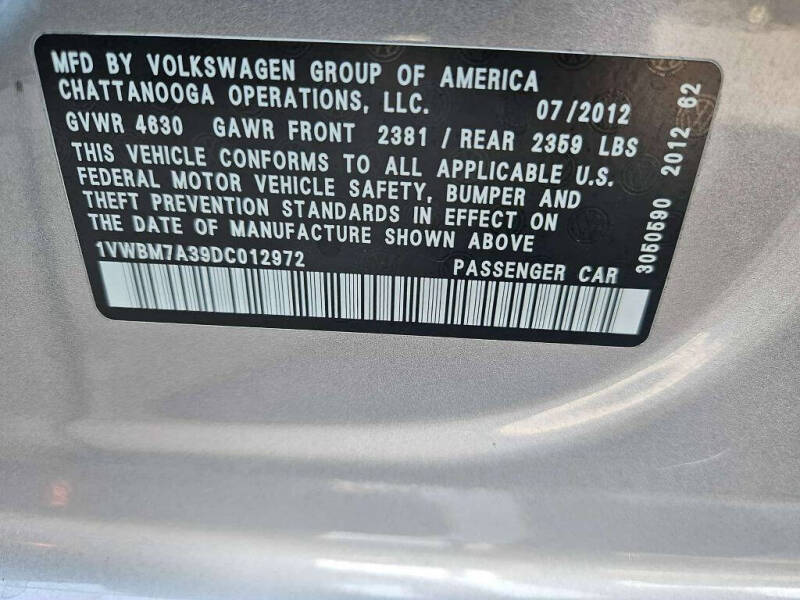 MFD BY VOLKSWAGEN GROUP OF AMERICA
CHATTANOOGA OPERATIONS, LLC. 07/2012
GVWR 4630 GAWR FRONT 2381 / REAR 2359 LBS
THIS VEHICLE CONFORMS TO ALL APPLICABLE U.S.
FEDERAL MOTOR VEHICLE SAFETY, BUMPER AND
THEFT PREVENTION STANDARDS IN EFFECT ON
THE DATE OF MANUFACTURE SHOWN ABOVE
1VWBM7A39DC012972 PASSENGER CAR
3050590 2012 62